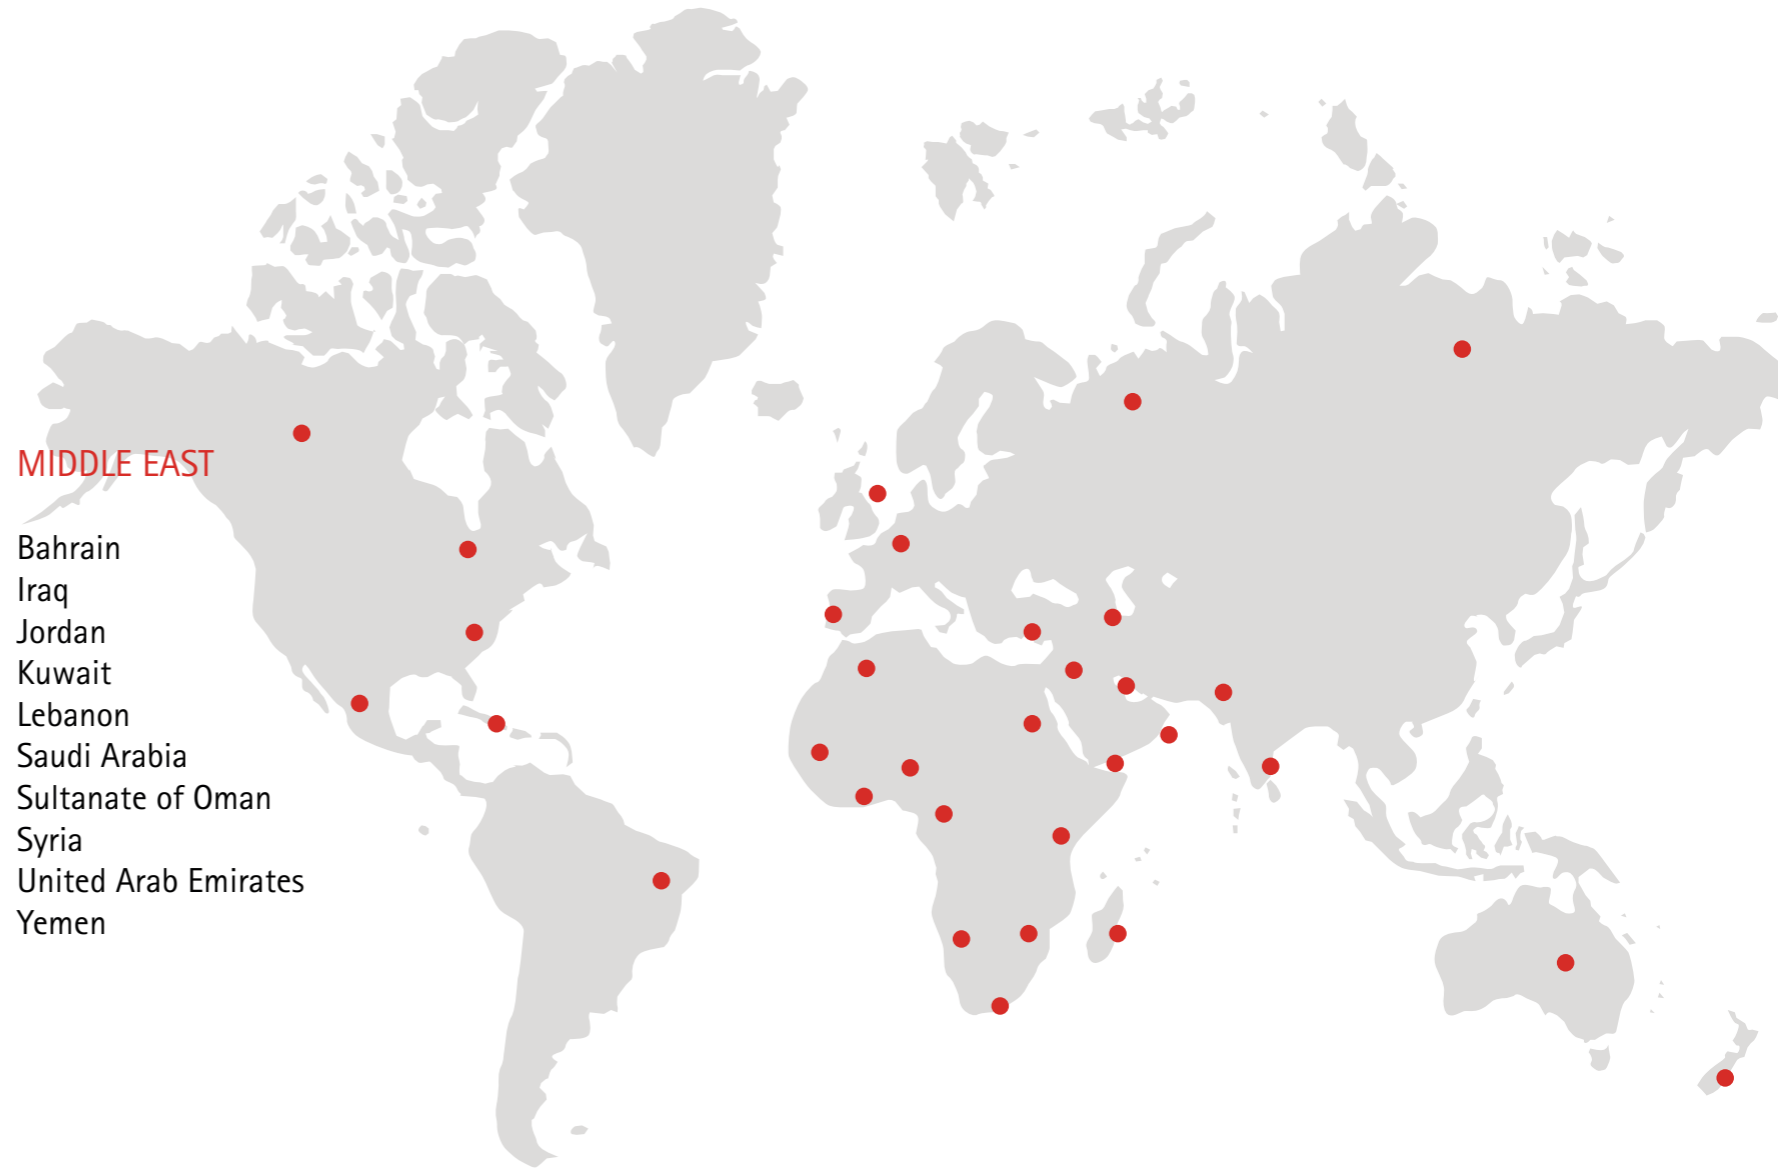 MIDDLE EAST
Bahrain
Iraq
Jordan
Kuwait
Lebanon
Saudi Arabia
Sultanate of Oman
Syria
United Arab Emirates
Yemen